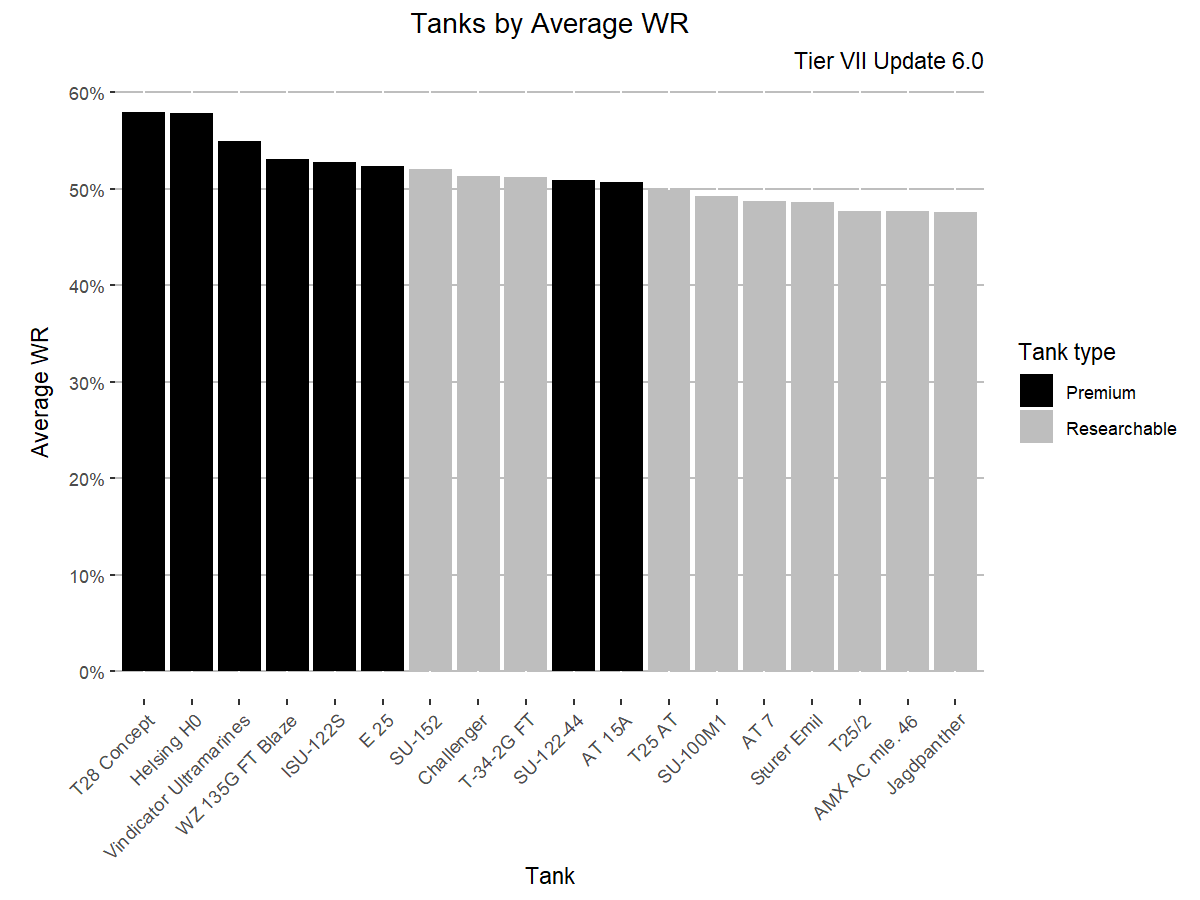 Tanks by Average WR
Tier VII Update 6.0
60%
50%
40%
30%
20%
10%
0%
Average WR
T28 Concept
Helsing H0
Vindicator Ultramarines
WZ 135G FT Blaze
ISU-122S
E 25
SU-152
Challenger
T-34-2G FT
SU-122-44
AT 15A
T25 AT
SU-100M1
AT 7
Sturer Emil
T25/2
AMX AC mle. 46
Jagdpanther
Tank
Tank type
Premium
Researchable